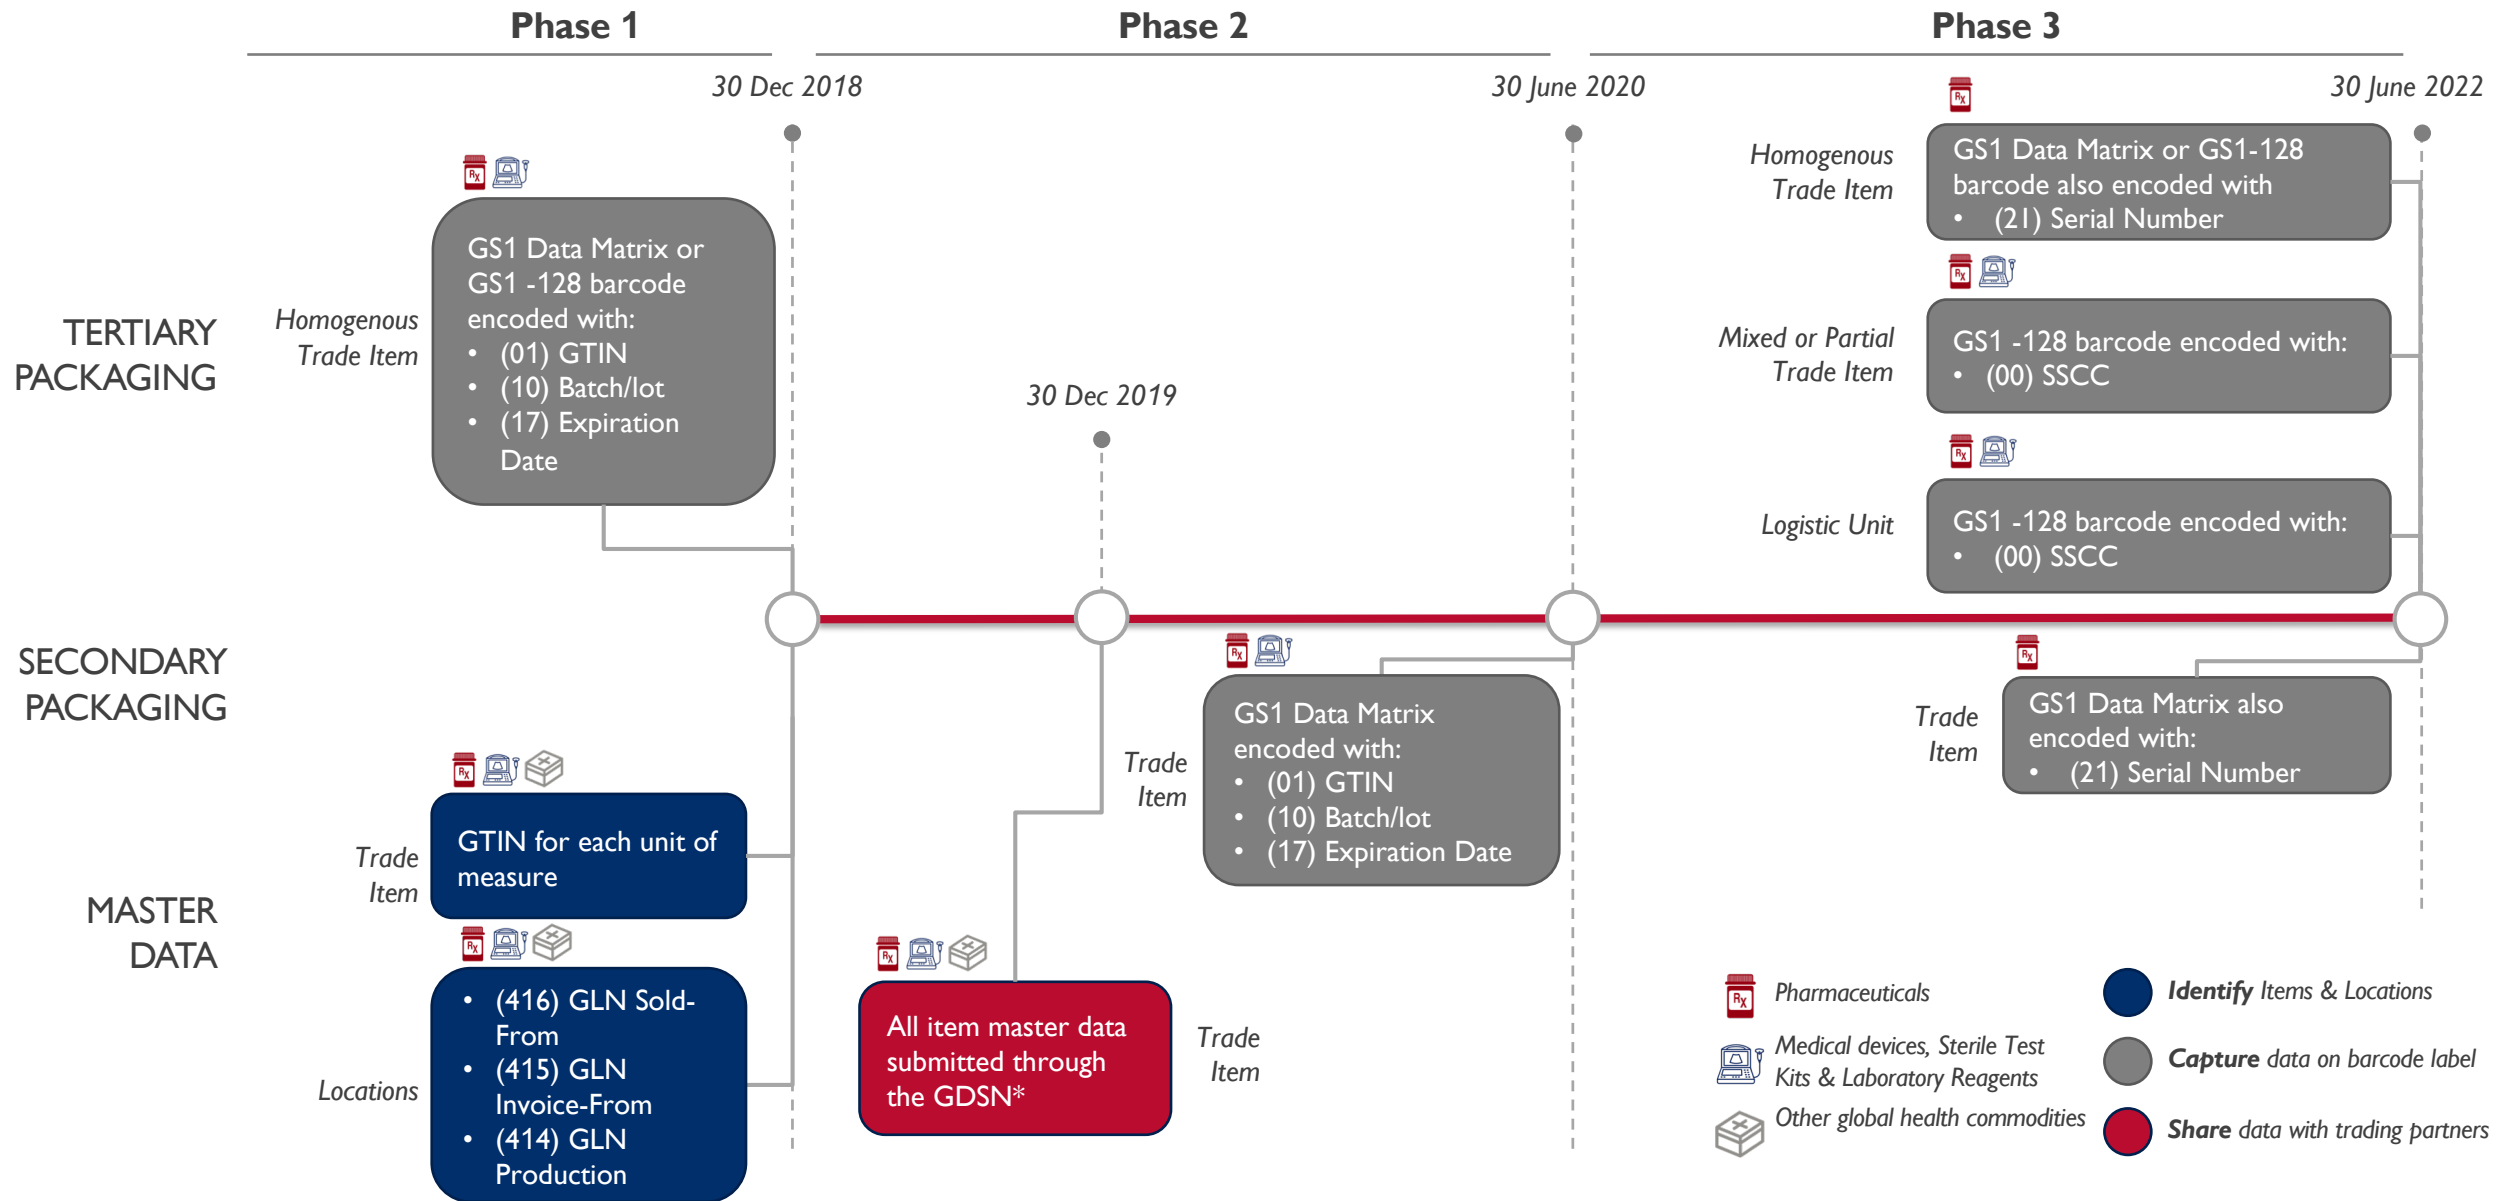 Phase 1
Phase 2
Phase 3
30 Dec 2018
30 June 2020
30 June 2022
TERTIARY
PACKAGING
Homogenous
Trade Item
GS1 Data Matrix or
GS1 -128 barcode
encoded with:
• (01) GTIN
• (10) Batch/lot
• (17) Expiration
Date
30 Dec 2019
Homogenous
Trade Item
GS1 Data Matrix or GS1-128
barcode also encoded with
• (21) Serial Number
Mixed or Partial
Trade Item
GS1 -128 barcode encoded with:
• (00) SSCC
Logistic Unit
GS1 -128 barcode encoded with:
• (00) SSCC
SECONDARY
PACKAGING
Trade
Item
GS1 Data Matrix
encoded with:
• (01) GTIN
• (10) Batch/lot
• (17) Expiration Date
Trade
Item
GS1 Data Matrix also
encoded with:
• (21) Serial Number
MASTER
DATA
Trade
Item
GTIN for each unit of
measure
Locations
• (416) GLN Sold-
From
• (415) GLN
Invoice-From
• (414) GLN
Production
All item master data
submitted through
the GDSN*
Trade
Item
Rx Pharmaceuticals
Medical devices, Sterile Test
Kits & Laboratory Reagents
Other global health commodities
Identify Items & Locations
Capture data on barcode label
Share data with trading partners